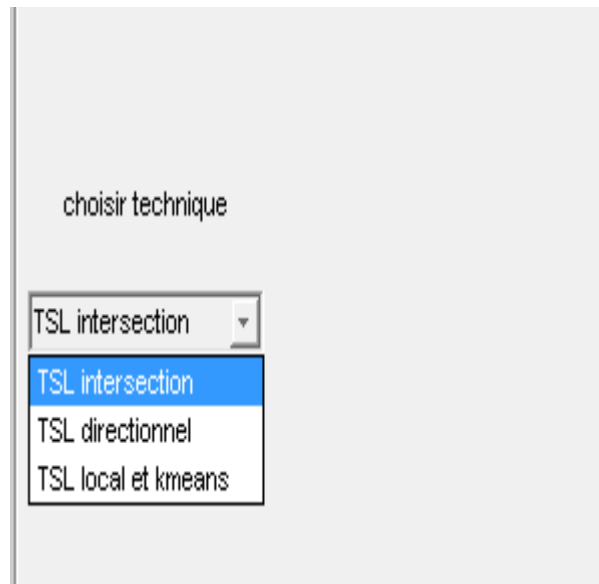 choisir technique
TSL intersection
TSL intersection
TSL directionnel
TSL local et kmeans